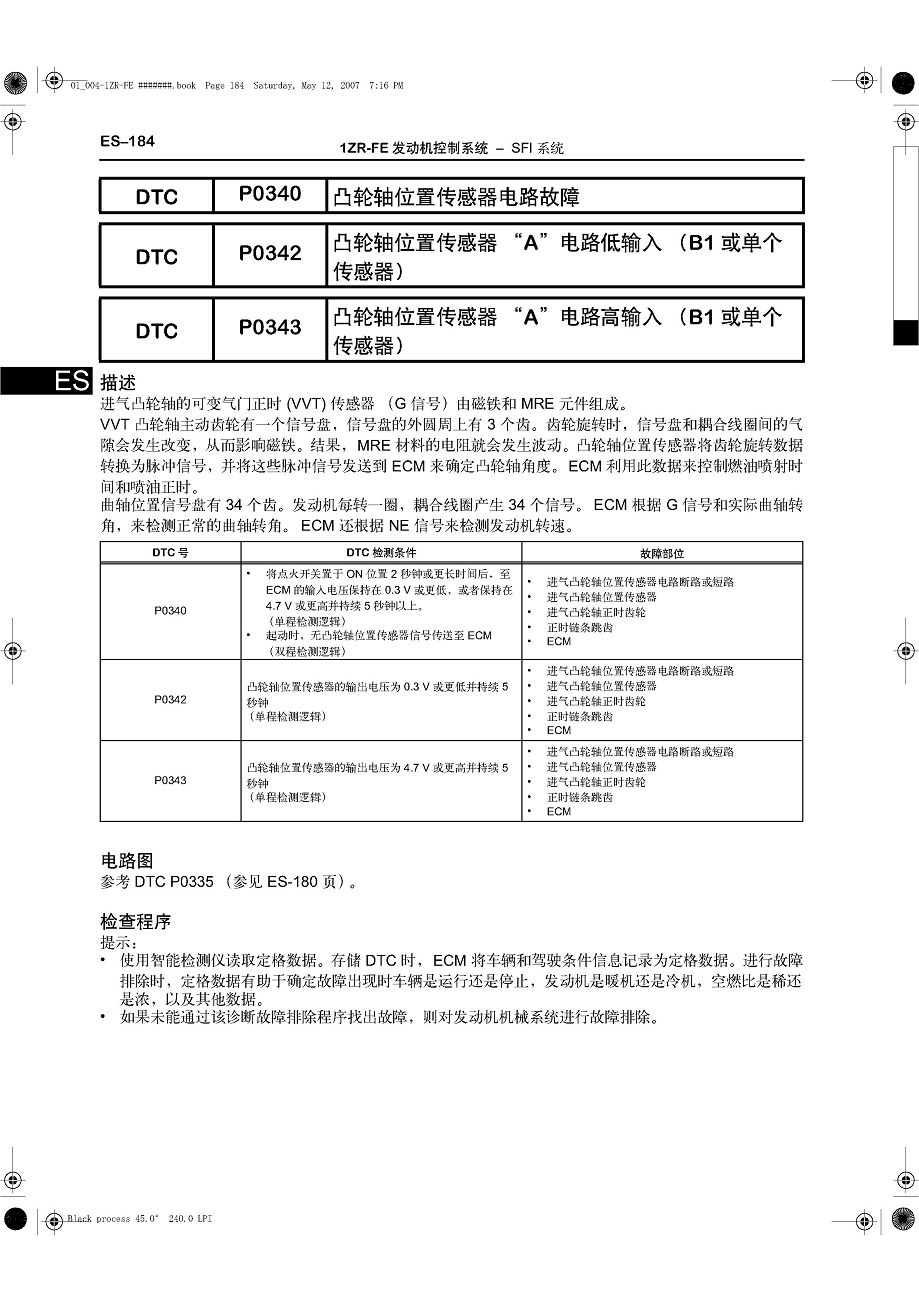 01_004-1ZR-FE #######.book Page 184 Saturday, May 12, 2007 7:16 PM
ES–184
1ZR-FE 发动机控制系统 – SFI 系统
DTC P0340 凸轮轴位置传感器电路故障
DTC P0342 凸轮轴位置传感器 “A”电路低输入 （B1 或单个
传感器）
DTC P0343 凸轮轴位置传感器 “A”电路高输入 （B1 或单个
传感器）
ES
描述
进气凸轮轴的可变气门正时 (VVT) 传感器 （G 信号）由磁铁和 MRE 元件组成。
VVT 凸轮轴主动齿轮有一个信号盘，信号盘的外圆周上有 3 个齿。齿轮旋转时，信号盘和耦合线圈间的气
隙会发生改变，从而影响磁铁。结果，MRE 材料的电阻就会发生波动。凸轮轴位置传感器将齿轮旋转数据
转换为脉冲信号，并将这些脉冲信号发送到 ECM 来确定凸轮轴角度。 ECM 利用此数据来控制燃油喷射时
间和喷油正时。
曲轴位置信号盘有 34 个齿。发动机每转一圈，耦合线圈产生 34 个信号。 ECM 根据 G 信号和实际曲轴转
角，来检测正常的曲轴转角。 ECM 还根据 NE 信号来检测发动机转速。
DTC 号 DTC 检测条件 故障部位
P0340
• 将点火开关置于 ON 位置 2 秒钟或更长时间后，至
ECM 的输入电压保持在 0.3 V 或更低，或者保持在
4.7 V 或更高并持续 5 秒钟以上。
（单程检测逻辑）
• 起动时，无凸轮轴位置传感器信号传送至 ECM
（双程检测逻辑）
• 进气凸轮轴位置传感器电路断路或短路
• 进气凸轮轴位置传感器
• 进气凸轮轴正时齿轮
• 正时链条跳齿
• ECM
P0342
凸轮轴位置传感器的输出电压为 0.3 V 或更低并持续 5
秒钟
（单程检测逻辑）
• 进气凸轮轴位置传感器电路断路或短路
• 进气凸轮轴位置传感器
• 进气凸轮轴正时齿轮
• 正时链条跳齿
• ECM
P0343
凸轮轴位置传感器的输出电压为 4.7 V 或更高并持续 5
秒钟
（单程检测逻辑）
• 进气凸轮轴位置传感器电路断路或短路
• 进气凸轮轴位置传感器
• 进气凸轮轴正时齿轮
• 正时链条跳齿
• ECM
电路图
参考 DTC P0335 （参见 ES-180 页）。
检查程序
提示：
• 使用智能检测仪读取定格数据。存储 DTC 时，ECM 将车辆和驾驶条件信息记录为定格数据。进行故障
排除时，定格数据有助于确定故障出现时车辆是运行还是停止，发动机是暖机还是冷机，空燃比是稀还
是浓，以及其他数据。
• 如果未能通过该诊断故障排除程序找出故障，则对发动机机械系统进行故障排除。
Black process 45.0° 240.0 LPI